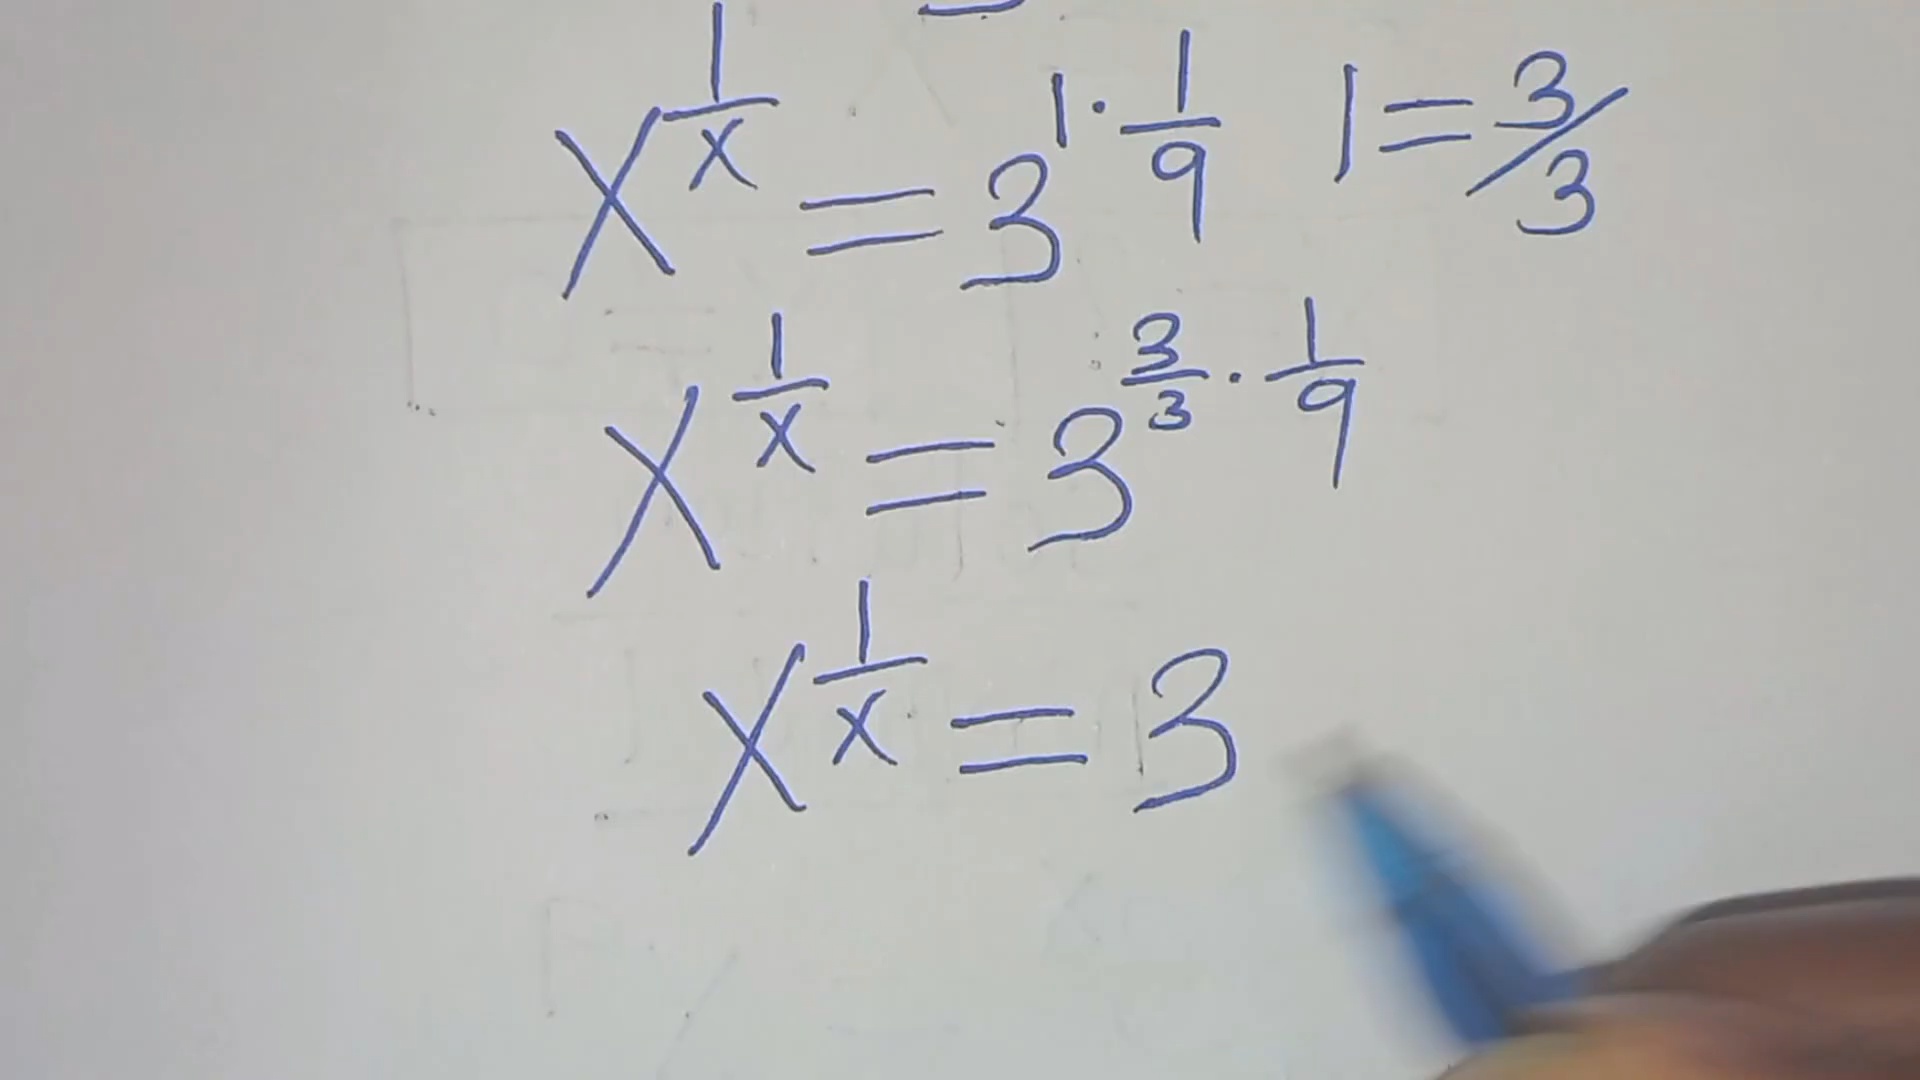 x^(1/x) = 3^(1·1/9) 1 = 3/3
x^(1/x) = 3^(3/3·1/9)
x^(1/x) = 3